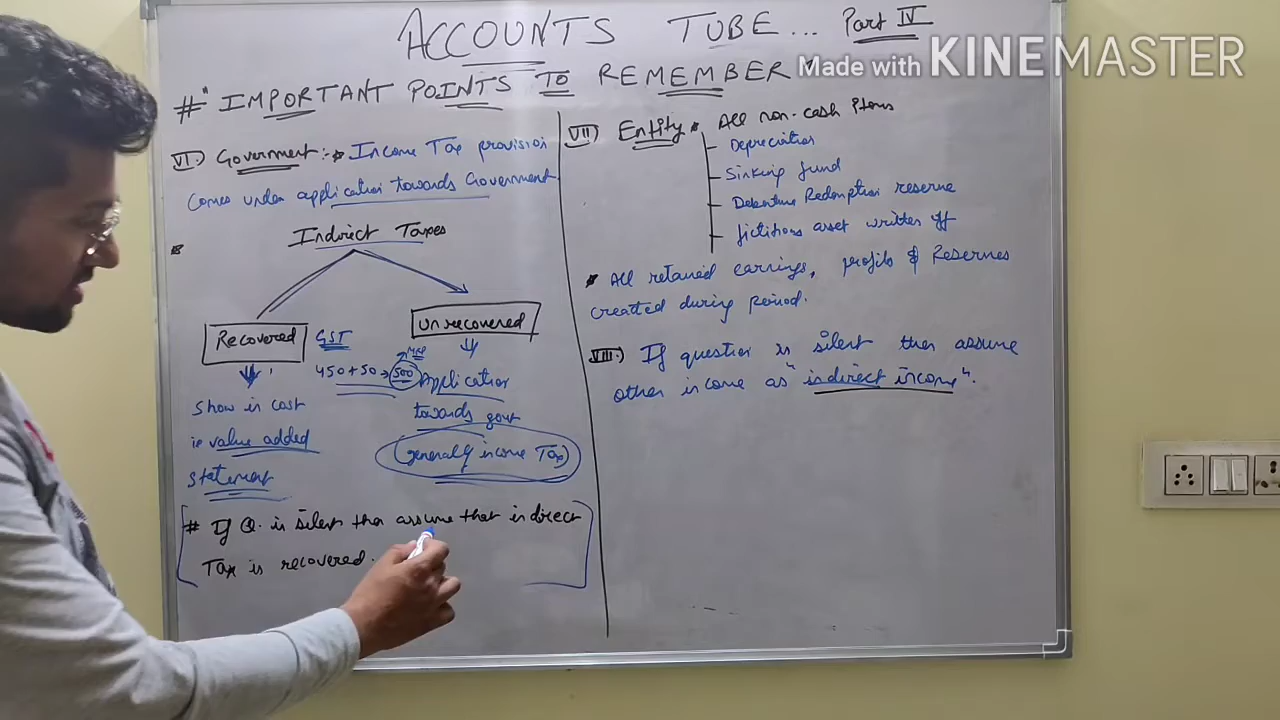 ACCOUNTS TUBE... Part IV
Made with KINEMASTER
#" IMPORTANT POINTS TO REMEMBER"
VI.) Government:- Income Tax provision
Comes under application towards Government
Indirect Taxes
Recovered
GST
450+50→500
MRP
show in cost
ie value added
statement
Unrecovered
Application
towards govt
(Generally income Tax)
# If Q. is silent then assume that indirect
Tax is recovered.
VII) Entity All non-cash items
Depreciation
Sinking fund
Debenture Redemption reserve
fictitious asset written off
All retained earnings, profits & Reserves
created during period.
VIII.) If question is silent then assume
other income as "indirect income".